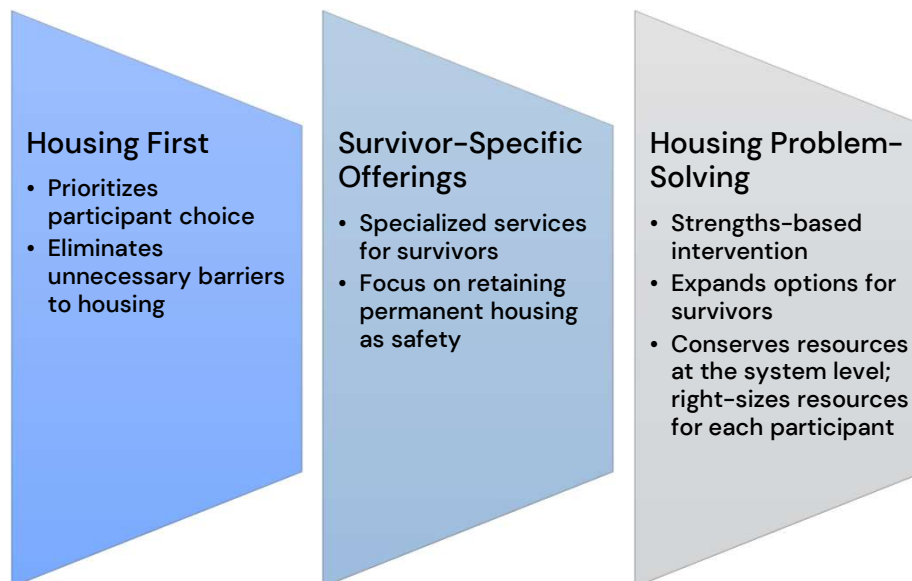 Housing First
• Prioritizes
participant choice
• Eliminates
unnecessary barriers
to housing
Survivor-Specific
Offerings
• Specialized services
for survivors
• Focus on retaining
permanent housing
as safety
Housing Problem-
Solving
• Strengths-based
intervention
• Expands options for
survivors
• Conserves resources
at the system level;
right-sizes resources
for each participant